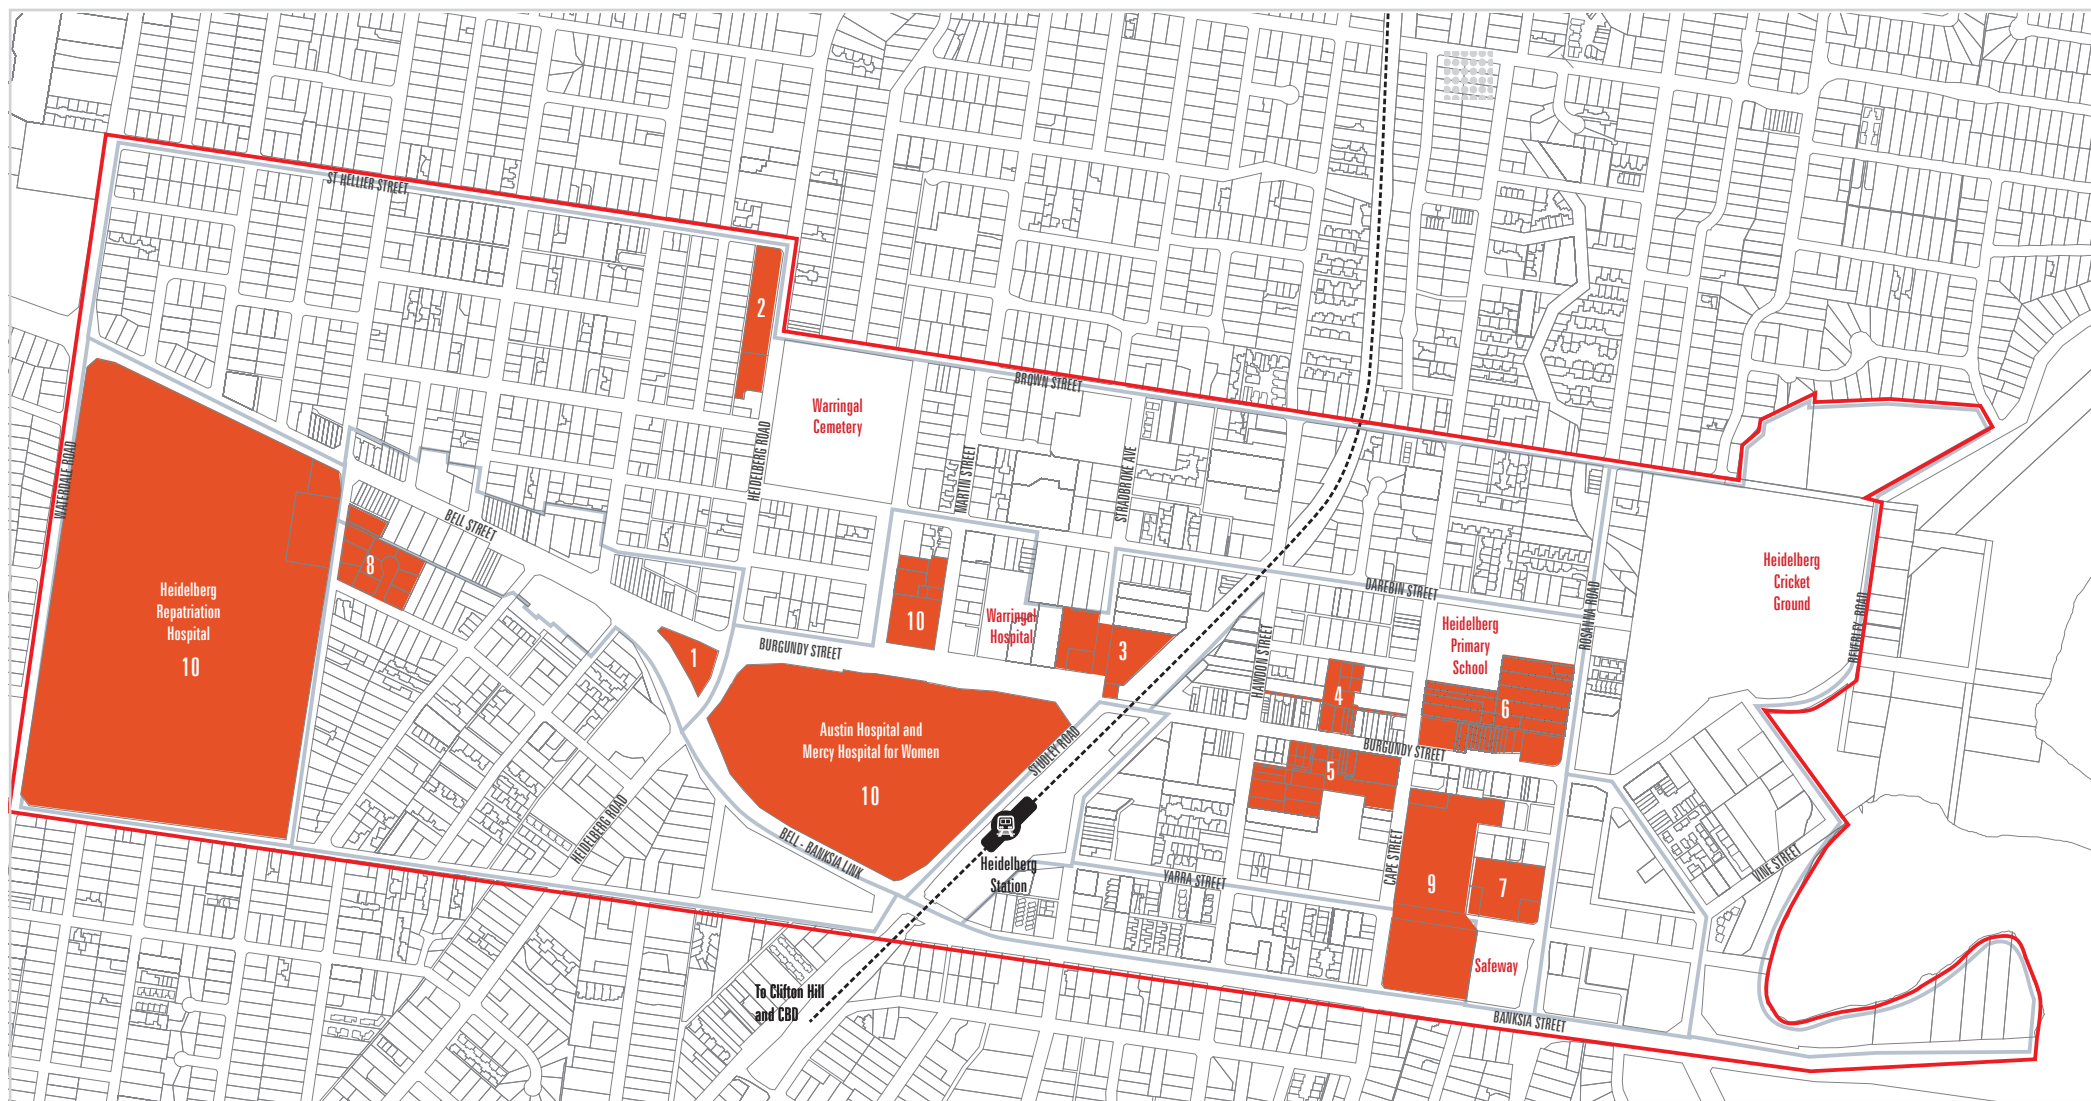 ST HELLIER STREET
2
BROWN STREET
Warringal
Cemetery
HEIDELBERG ROAD
MARTIN STREET
STRADBROKE AVE
WATERDALE ROAD
BELL STREET
8
Heidelberg
Repatriation
Hospital
10
10
Warringal
Hospital
3
1
BURGUNDY STREET
DAREBIN STREET
HAWDON STREET
Heidelberg
Primary
School
ROSANNA ROAD
Heidelberg
Cricket
Ground
BEVERLEY ROAD
4
6
BURGUNDY STREET
5
Austin Hospital and
Mercy Hospital for Women
10
STUDLEY ROAD
HEIDELBERG ROAD
BELL - BANKSIA LINK
Heidelberg
Station
YARRA STREET
CAPE STREET
9
7
VINE STREET
Safeway
To Clifton Hill
and CBD
BANKSIA STREET